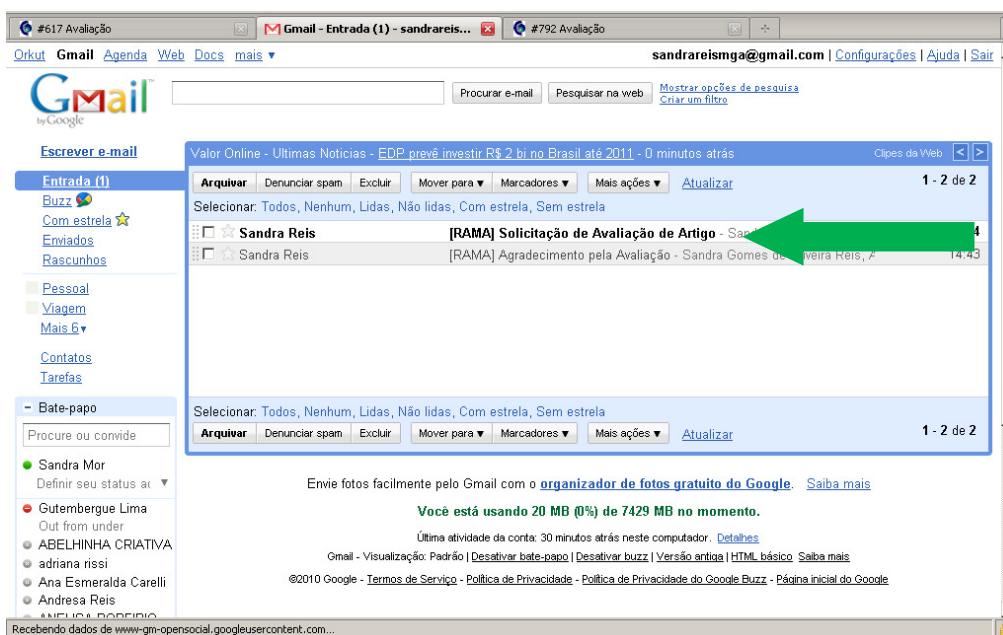 #617 Avaliação
Gmail - Entrada (1) - sandrareis...
#792 Avaliação
Orkut Gmail Agenda Web Docs mais ▼
sandrareismga@gmail.com | Configurações | Ajuda | Sair
Gmail
by Google
Procurar e-mail
Pesquisar na web
Mostrar opções de pesquisa
Criar um filtro
Escrever e-mail
Entrada (1)
Buzz
Com estrela
Enviados
Rascunhos
Pessoal
Viagem
Mais 6▼
Contatos
Tarefas
Valor Online - Ultimas Noticias - EDP prevê investir R$ 2 bi no Brasil até 2011 - 0 minutos atrás
Clipes da Web < >
Arquivar Denunciar spam Excluir Mover para ▼ Marcadores ▼ Mais ações ▼ Atualizar 1 - 2 de 2
Selecionar: Todos, Nenhum, Lidas, Não lidas, Com estrela, Sem estrela
Sandra Reis [RAMA] Solicitação de Avaliação de Artigo
Sandra Reis [RAMA] Agradecimento pela Avaliação - Sandra Gomes de Oliveira Reis, A 14:43
Selecionar: Todos, Nenhum, Lidas, Não lidas, Com estrela, Sem estrela
Arquivar Denunciar spam Excluir Mover para ▼ Marcadores ▼ Mais ações ▼ Atualizar 1 - 2 de 2
− Bate-papo
Procure ou convide
Sandra Mor
Definir seu status ac ▼
Gutembergue Lima
Out from under
ABELHINHA CRIATIVA
adriana rissi
Ana Esmeralda Carelli
Andresa Reis
Envie fotos facilmente pelo Gmail com o organizador de fotos gratuito do Google. Saiba mais
Você está usando 20 MB (0%) de 7429 MB no momento.
Última atividade da conta: 30 minutos atrás neste computador. Detalhes
Gmail - Visualização: Padrão | Desativar bate-papo | Desativar buzz | Versão antiga | HTML básico Saiba mais
©2010 Google - Termos de Serviço - Política de Privacidade - Política de Privacidade do Google Buzz - Página inicial do Google
Recebendo dados de www-gm-opensocial.googleusercontent.com...